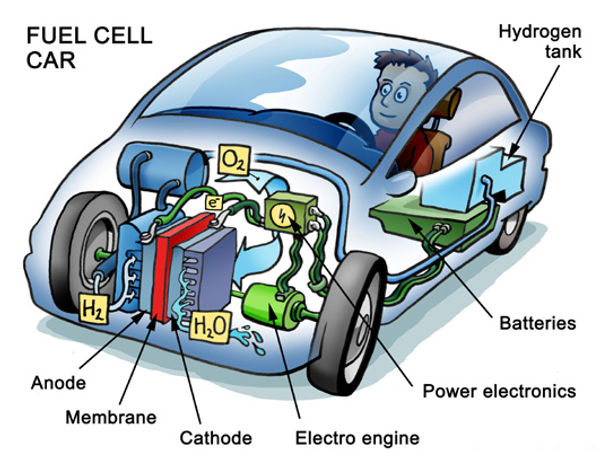 FUEL CELL
CAR
Hydrogen
tank
O₂
e⁻
H₂
H₂O
Batteries
Anode
Power electronics
Membrane
Cathode
Electro engine